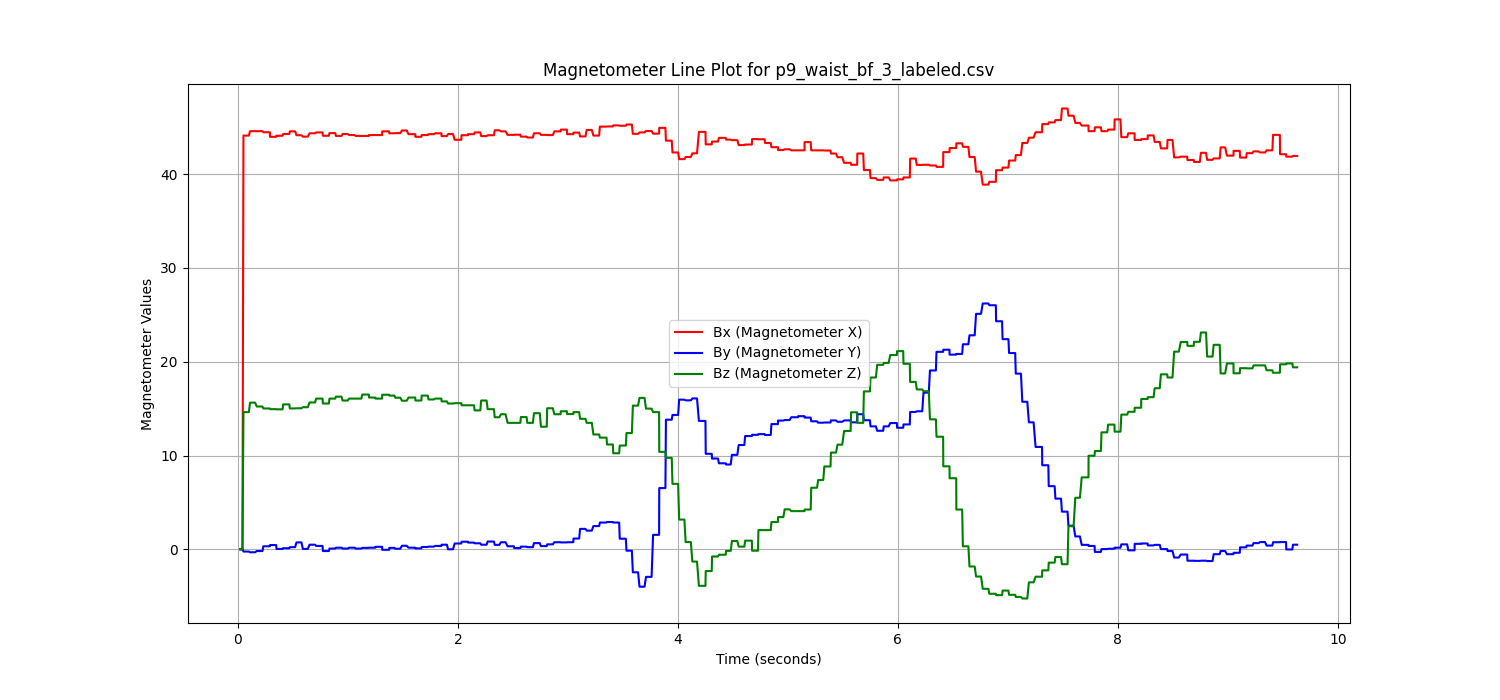 Magnetometer Line Plot for p9_waist_bf_3_labeled.csv
Magnetometer Values
40
30
20
10
0
Bx (Magnetometer X)
By (Magnetometer Y)
Bz (Magnetometer Z)
0 2 4 6 8 10
Time (seconds)